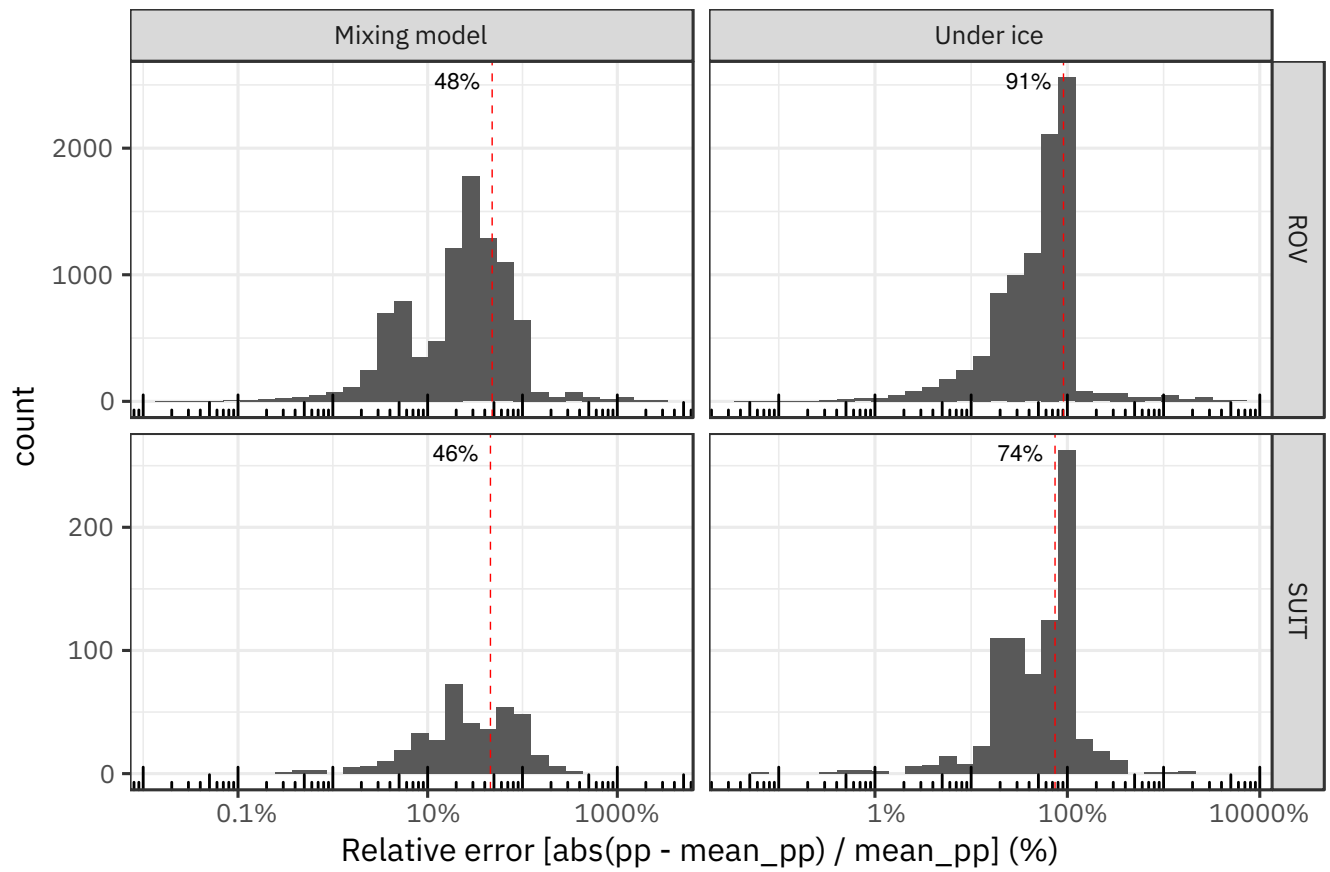 Mixing model
Under ice
48%
91%
2000
1000
0
ROV
46%
74%
200
100
0
SUIT
count
0.1%
10%
1000%
1%
100%
10000%
Relative error [abs(pp - mean_pp) / mean_pp] (%)